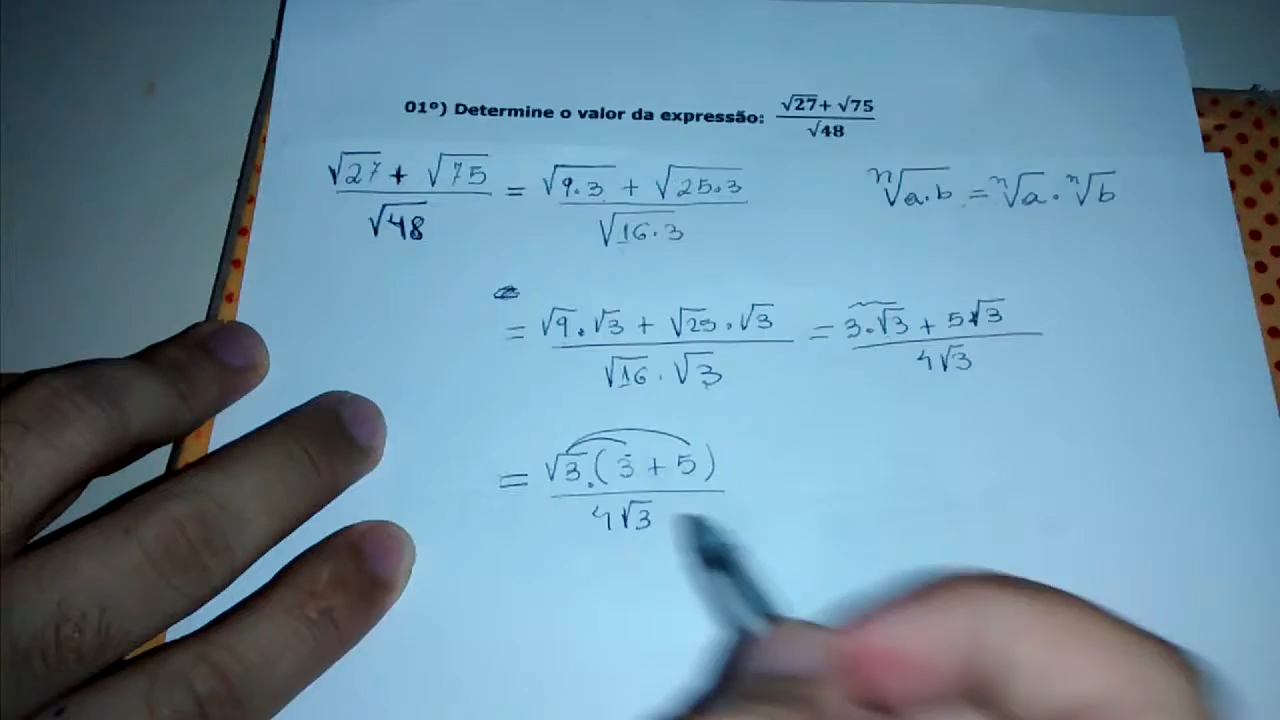 01º) Determine o valor da expressão: (√27 + √75)/√48
(√27 + √75)/√48 = (√9.3 + √25.3)/√16.3
ⁿ√a.b = ⁿ√a . ⁿ√b
= (√9.√3 + √25.√3)/(√16.√3) = (3.√3 + 5√3)/(4√3)
= (√3.(3 + 5))/(4√3)